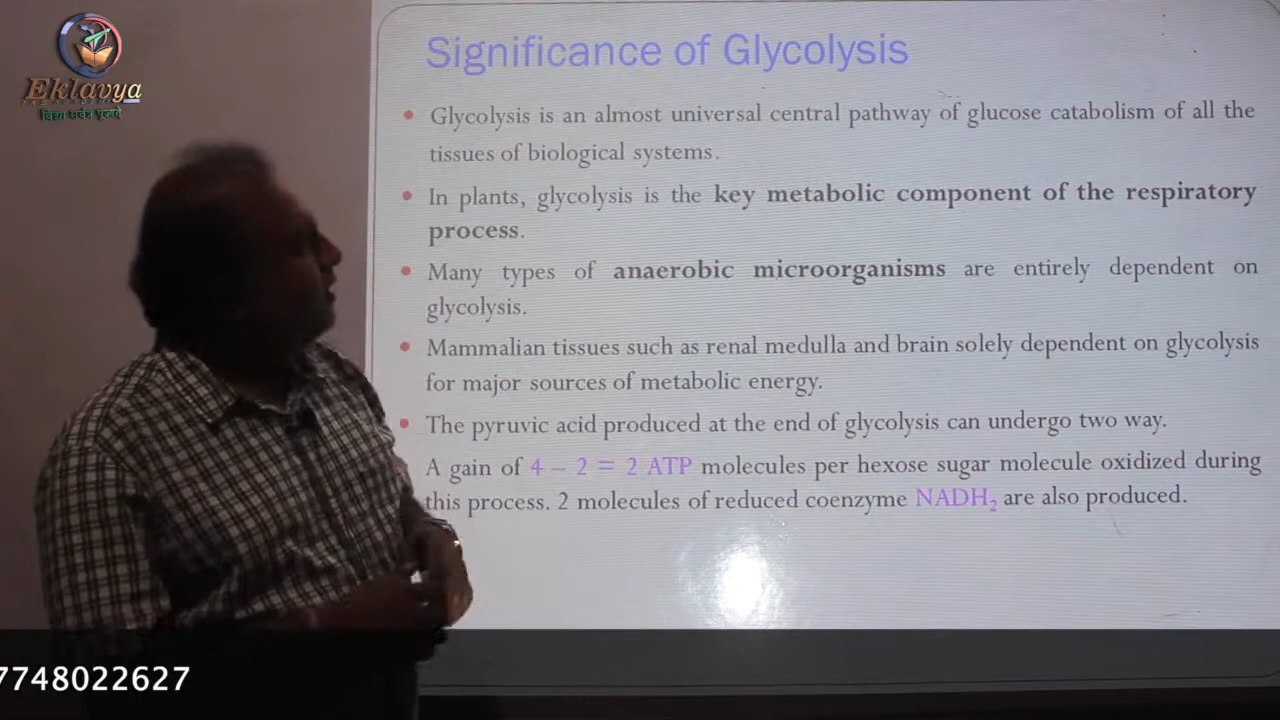 Eklavya
विद्या सर्वत्र पूज्यते
Significance of Glycolysis
Glycolysis is an almost universal central pathway of glucose catabolism of all the
tissues of biological systems.
In plants, glycolysis is the key metabolic component of the respiratory
process.
Many types of anaerobic microorganisms are entirely dependent on
glycolysis.
Mammalian tissues such as renal medulla and brain solely dependent on glycolysis
for major sources of metabolic energy.
The pyruvic acid produced at the end of glycolysis can undergo two way.
A gain of 4 – 2 = 2 ATP molecules per hexose sugar molecule oxidized during
this process. 2 molecules of reduced coenzyme NADH₂ are also produced.
7748022627